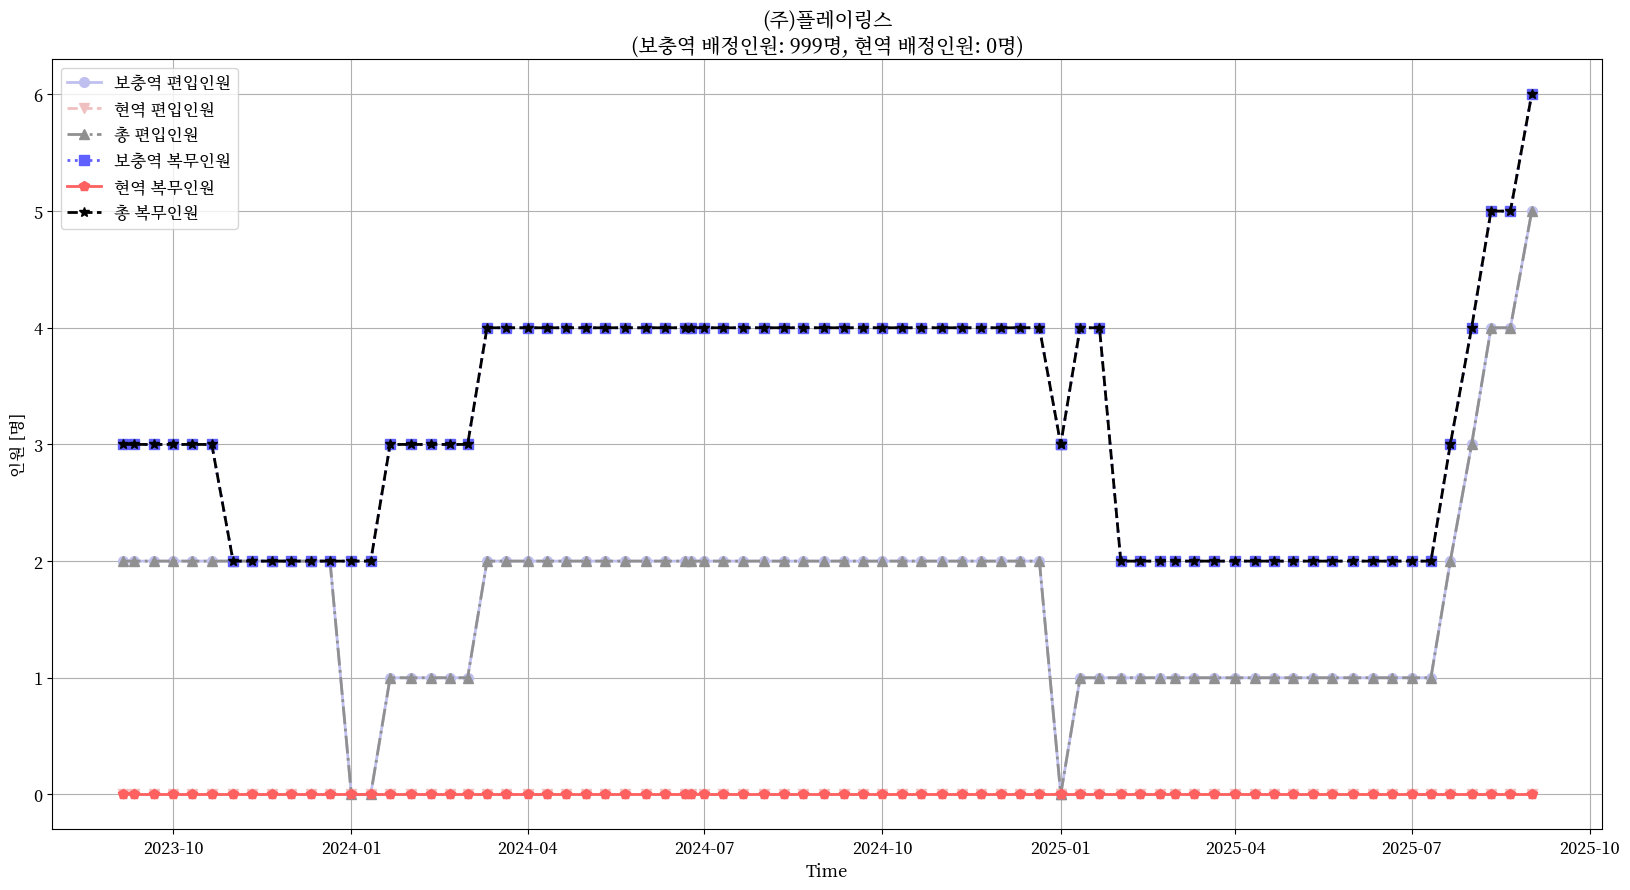 (주)플레이링스
(보충역 배정인원: 999명, 현역 배정인원: 0명)
보충역 편입인원
현역 편입인원
총 편입인원
보충역 복무인원
현역 복무인원
총 복무인원
인원 [명]
6
5
4
3
2
1
0
2023-10
2024-01
2024-04
2024-07
2024-10
2025-01
2025-04
2025-07
2025-10
Time